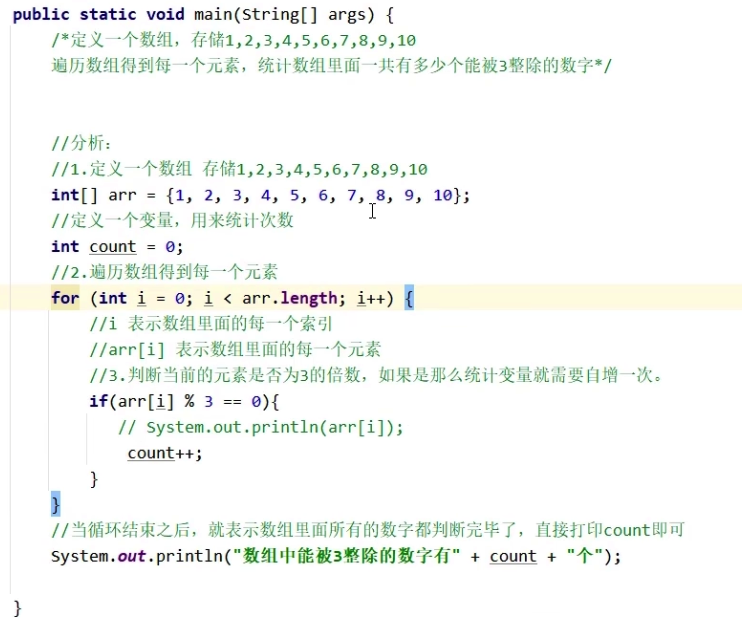 public static void main(String[] args) {
/*定义一个数组，存储1,2,3,4,5,6,7,8,9,10
遍历数组得到每一个元素，统计数组里面一共有多少个能被3整除的数字*/
//分析：
//1.定义一个数组 存储1,2,3,4,5,6,7,8,9,10
int[] arr = {1, 2, 3, 4, 5, 6, 7, 8, 9, 10};
//定义一个变量，用来统计次数
int count = 0;
//2.遍历数组得到每一个元素
for (int i = 0; i < arr.length; i++) {
//i 表示数组里面的每一个索引
//arr[i] 表示数组里面的每一个元素
//3.判断当前的元素是否为3的倍数，如果是那么统计变量就需要自增一次。
if(arr[i] % 3 == 0){
// System.out.println(arr[i]);
count++;
}
}
//当循环结束之后，就表示数组里面所有的数字都判断完毕了，直接打印count即可
System.out.println("数组中能被3整除的数字有" + count + "个");
}